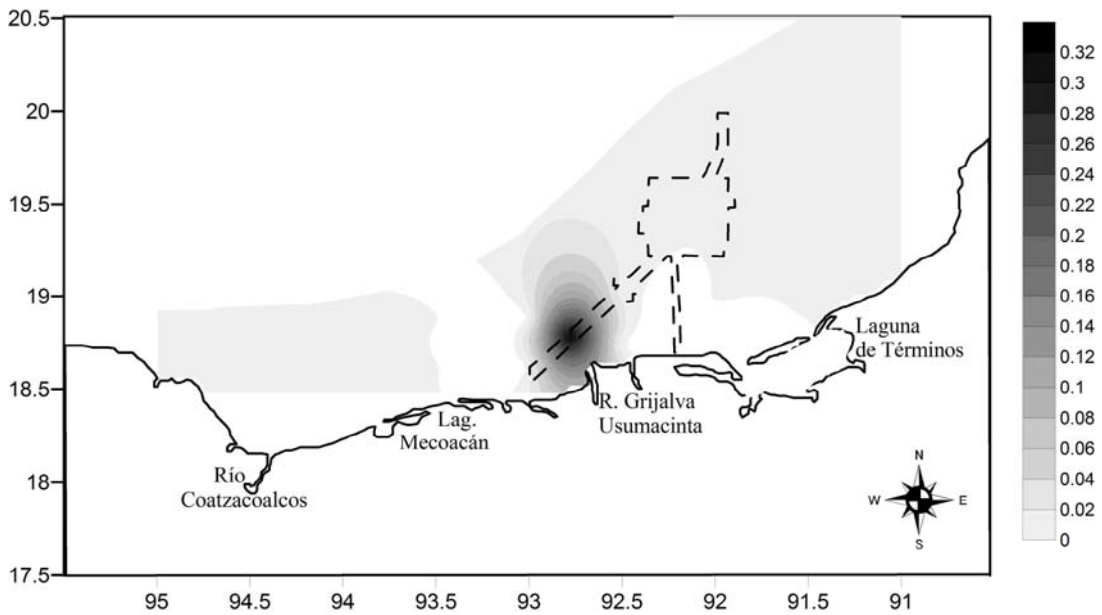 20.5
20
19.5
19
18.5
18
17.5
95
94.5
94
93.5
93
92.5
92
91.5
91
0.32
0.3
0.28
0.26
0.24
0.22
0.2
0.18
0.16
0.14
0.12
0.1
0.08
0.06
0.04
0.02
0
Laguna
de Términos
R. Grijalva
Usumacinta
Lag.
Mecoacán
Río
Coatzacoalcos
N
W
E
S